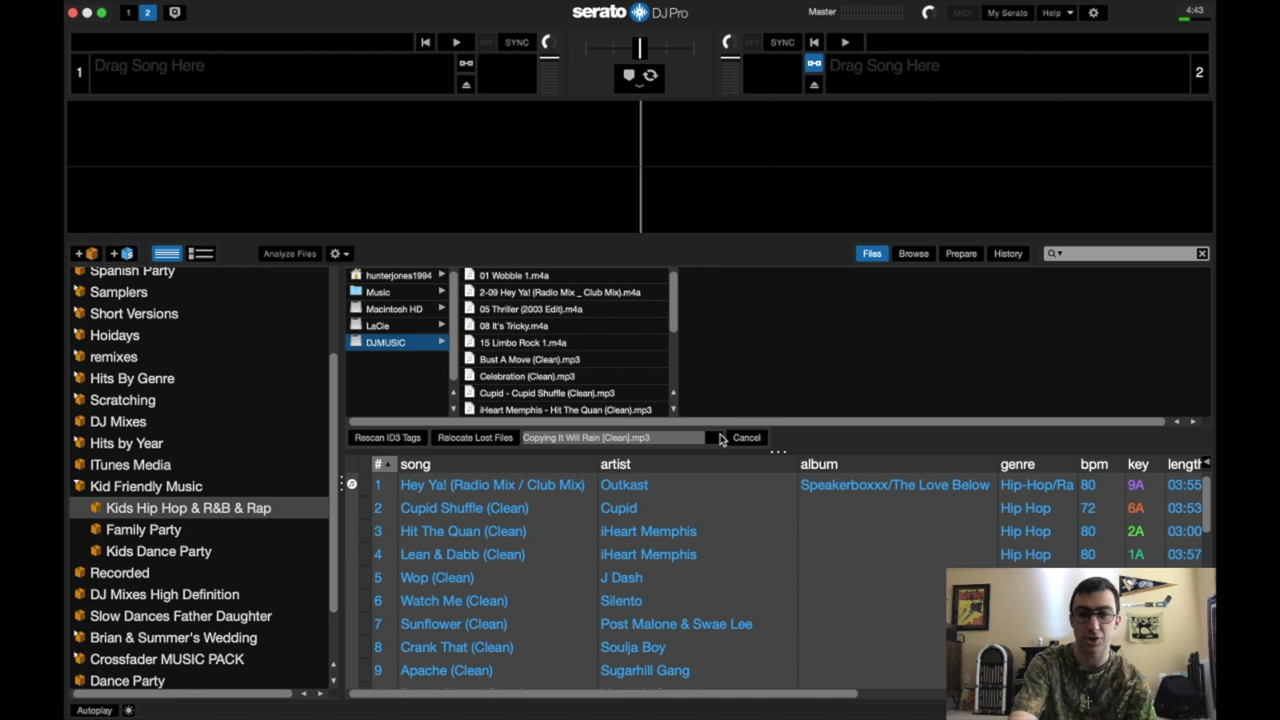 1 2
serato DJ Pro
Master
MIDI
My Serato
Help
4:43
OFF SYNC
SYNC
1 Drag Song Here
Drag Song Here 2
Analyze Files
Files Browse Prepare History
Spanish Party
Samplers
Short Versions
Hoidays
remixes
Hits By Genre
Scratching
DJ Mixes
Hits by Year
ITunes Media
Kid Friendly Music
Kids Hip Hop & R&B & Rap
Family Party
Kids Dance Party
Recorded
DJ Mixes High Definition
Slow Dances Father Daughter
Brian & Summer's Wedding
Crossfader MUSIC PACK
Dance Party
Autoplay
hunterjones1994
Music
Macintosh HD
LaCie
DJMUSIC
01 Wobble 1.m4a
2-09 Hey Ya! (Radio Mix _ Club Mix).m4a
05 Thriller (2003 Edit).m4a
08 It's Tricky.m4a
15 Limbo Rock 1.m4a
Bust A Move (Clean).mp3
Celebration (Clean).mp3
Cupid - Cupid Shuffle (Clean).mp3
iHeart Memphis - Hit The Quan (Clean).mp3
Rescan ID3 Tags Relocate Lost Files Copying It Will Rain [Clean].mp3 Cancel
# song artist album genre bpm key length
1 Hey Ya! (Radio Mix / Club Mix) Outkast Speakerboxxx/The Love Below Hip-Hop/Ra 80 9A 03:55
2 Cupid Shuffle (Clean) Cupid Hip Hop 72 6A 03:53
3 Hit The Quan (Clean) iHeart Memphis Hip Hop 80 2A 03:00
4 Lean & Dabb (Clean) iHeart Memphis Hip Hop 80 1A 03:57
5 Wop (Clean) J Dash
6 Watch Me (Clean) Silento
7 Sunflower (Clean) Post Malone & Swae Lee
8 Crank That (Clean) Soulja Boy
9 Apache (Clean) Sugarhill Gang
LET'S GO